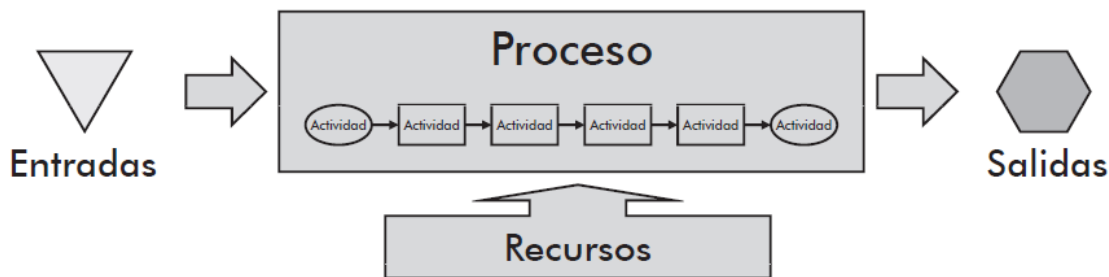 Proceso
Actividad Actividad Actividad Actividad Actividad Actividad
Entradas
Salidas
Recursos